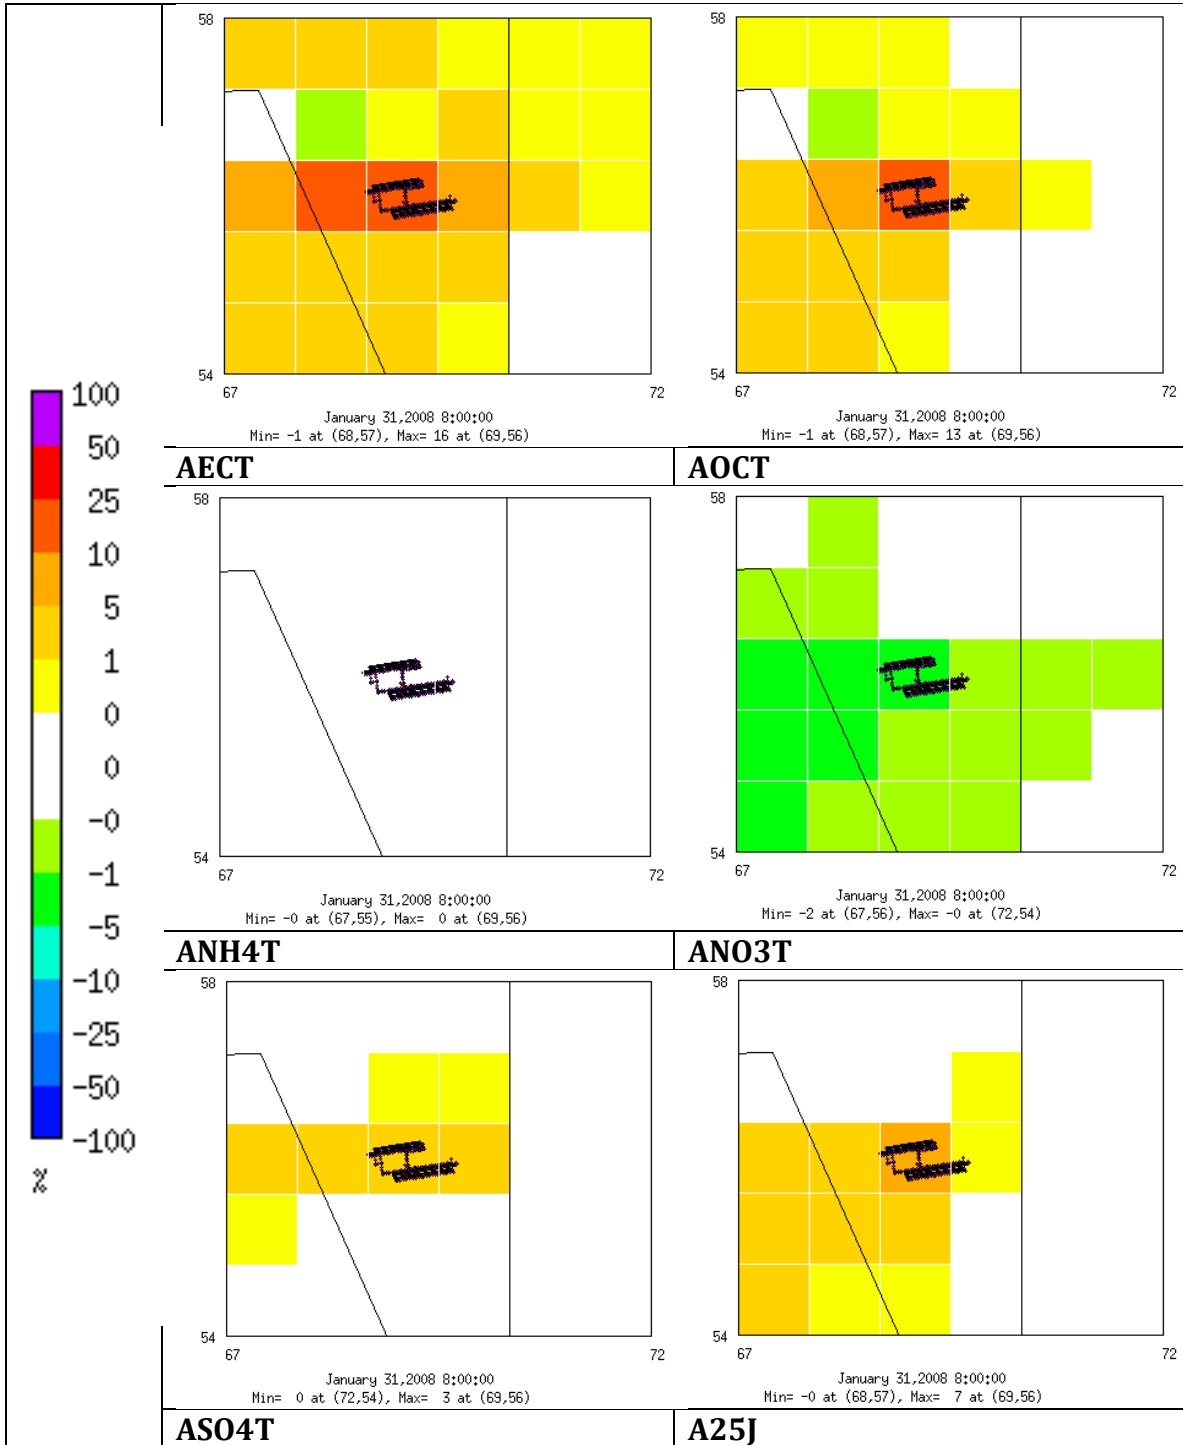 100
50
25
10
5
1
0
0
-0
-1
-5
-10
-25
-50
-100
%
58
54
67
72
January 31,2008 8:00:00
Min= -1 at (68,57), Max= 16 at (69,56)
AECT
58
54
67
72
January 31,2008 8:00:00
Min= -1 at (68,57), Max= 13 at (69,56)
AOCT
58
54
67
72
January 31,2008 8:00:00
Min= -0 at (67,55), Max= 0 at (69,56)
ANH4T
58
54
67
72
January 31,2008 8:00:00
Min= -2 at (67,56), Max= -0 at (72,54)
ANO3T
58
54
67
72
January 31,2008 8:00:00
Min= 0 at (72,54), Max= 3 at (69,56)
ASO4T
58
54
67
72
January 31,2008 8:00:00
Min= -0 at (68,57), Max= 7 at (69,56)
A25J